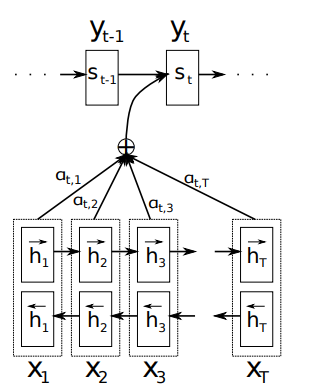 y_{t-1} y_t
. . . s_{t-1} s_t . . .
+
a_{t,1} a_{t,2} a_{t,3} a_{t,T}
\overrightarrow{h}_1 \overrightarrow{h}_2 \overrightarrow{h}_3 \overrightarrow{h}_T
\overleftarrow{h}_1 \overleftarrow{h}_2 \overleftarrow{h}_3 \overleftarrow{h}_T
x_1 x_2 x_3 x_T